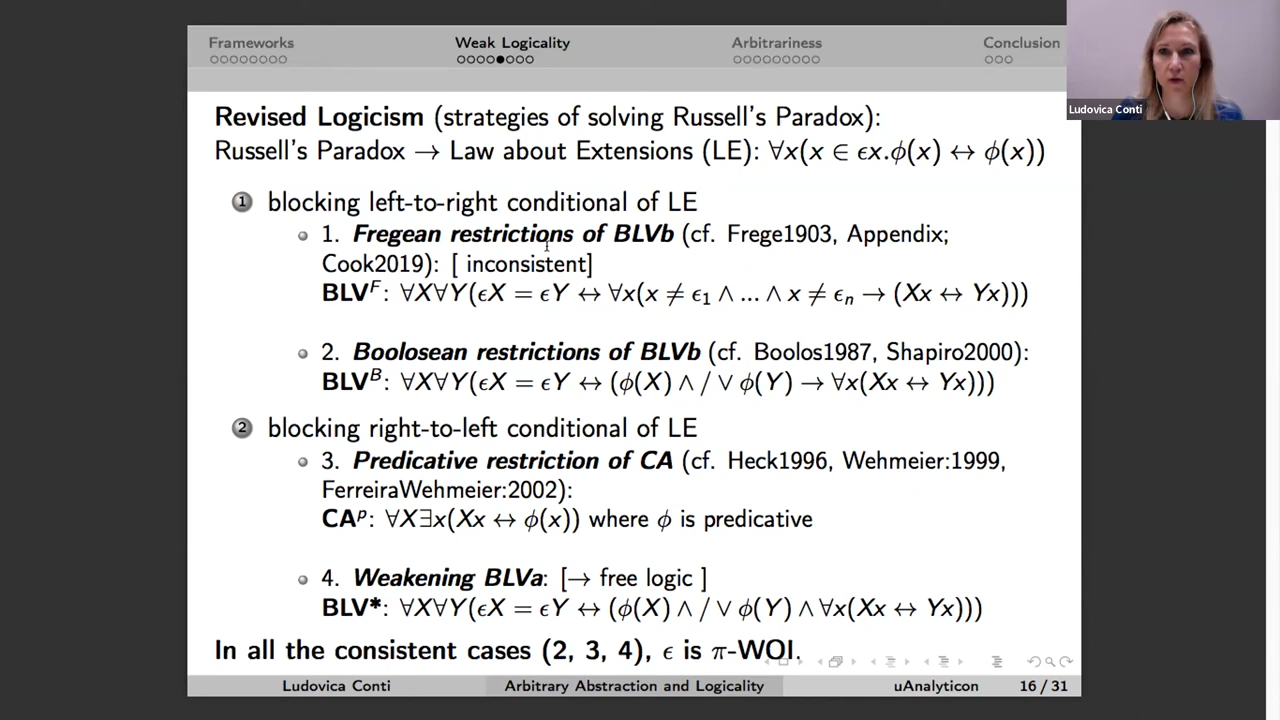 Frameworks Weak Logicality Arbitrariness Conclusion
Revised Logicism (strategies of solving Russell's Paradox):
Russell's Paradox → Law about Extensions (LE): ∀x(x ∈ ϵx.ϕ(x) ↔ ϕ(x))
1 blocking left-to-right conditional of LE
1. Fregean restrictions of BLVb (cf. Frege1903, Appendix;
Cook2019): [ inconsistent]
BLVᶠ: ∀X∀Y(ϵX = ϵY ↔ ∀x(x ≠ ϵ₁ ∧ ... ∧ x ≠ ϵₙ → (Xx ↔ Yx)))
2. Boolosean restrictions of BLVb (cf. Boolos1987, Shapiro2000):
BLVᴮ: ∀X∀Y(ϵX = ϵY ↔ (ϕ(X) ∧ / ∨ ϕ(Y) → ∀x(Xx ↔ Yx)))
2 blocking right-to-left conditional of LE
3. Predicative restriction of CA (cf. Heck1996, Wehmeier:1999,
FerreiraWehmeier:2002):
CAᵖ: ∀X∃x(Xx ↔ ϕ(x)) where ϕ is predicative
4. Weakening BLVa: [→ free logic ]
BLV*: ∀X∀Y(ϵX = ϵY ↔ (ϕ(X) ∧ / ∨ ϕ(Y) ∧ ∀x(Xx ↔ Yx)))
In all the consistent cases (2, 3, 4), ϵ is π-WOI.
Ludovica Conti Arbitrary Abstraction and Logicality uAnalyticon 16 / 31
Ludovica Conti